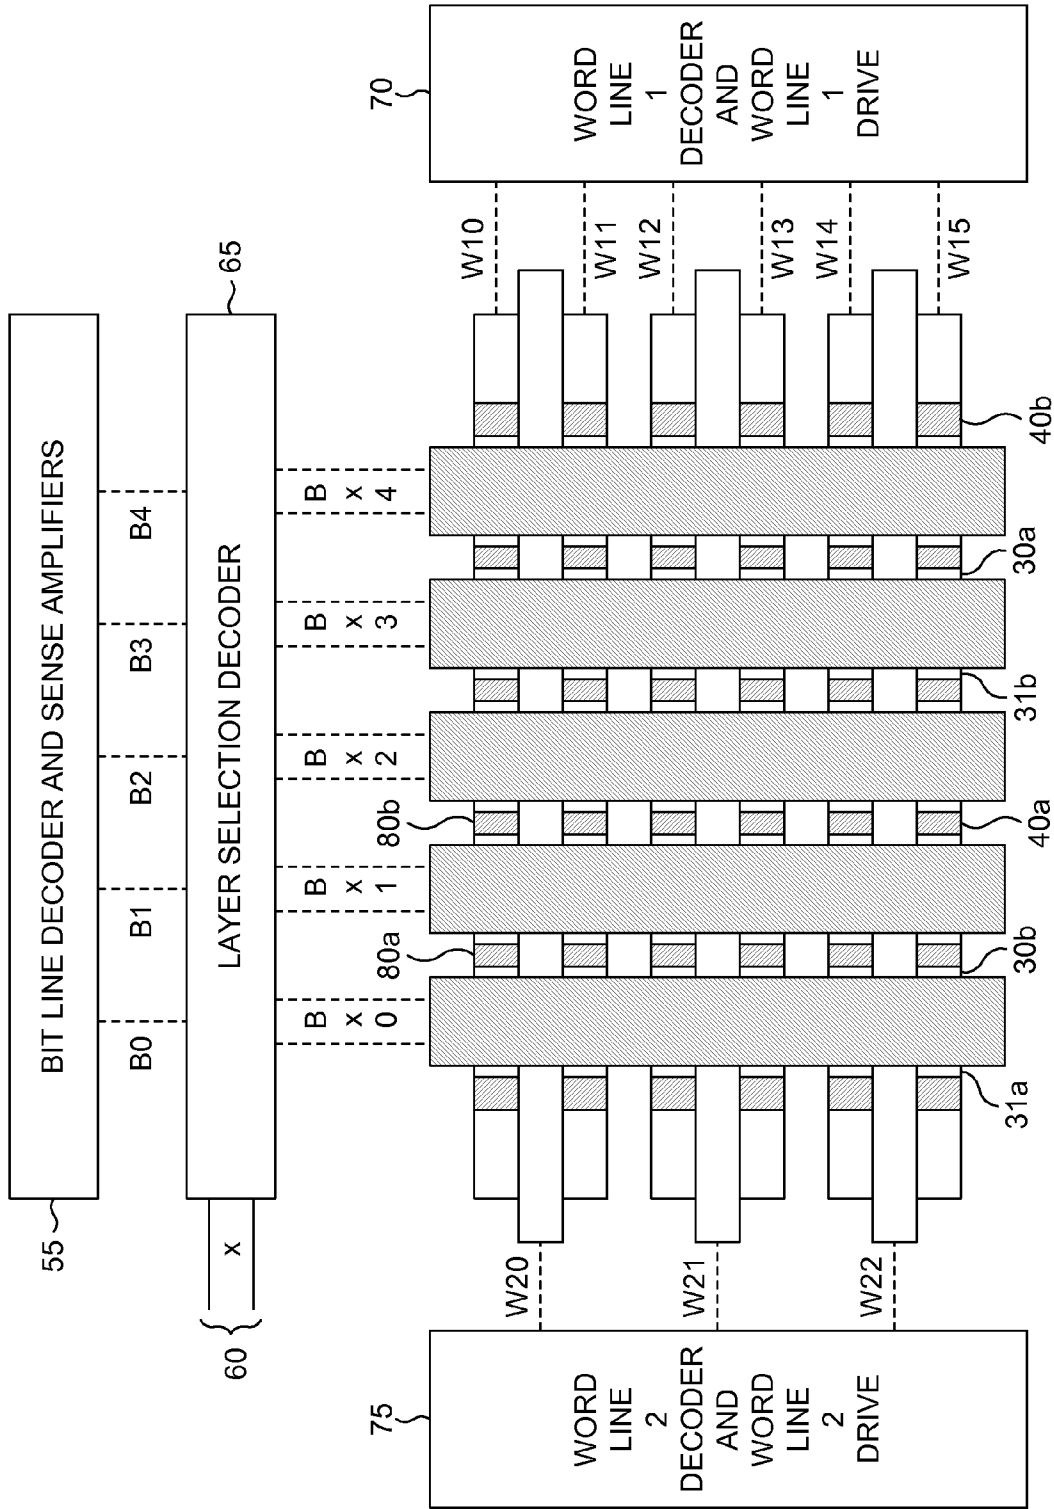 55
BIT LINE DECODER AND SENSE AMPLIFIERS
B0
B1
B2
B3
B4
60
x
LAYER SELECTION DECODER
65
B
x
0
B
x
1
B
x
2
B
x
3
B
x
4
75
80a
80b
70
WORD
LINE
2
DECODER
AND
WORD
LINE
2
DRIVE
W20
W21
W22
W10
W11
W12
W13
W14
W15
WORD
LINE
1
DECODER
AND
WORD
LINE
1
DRIVE
31a
30b
40a
31b
30a
40b